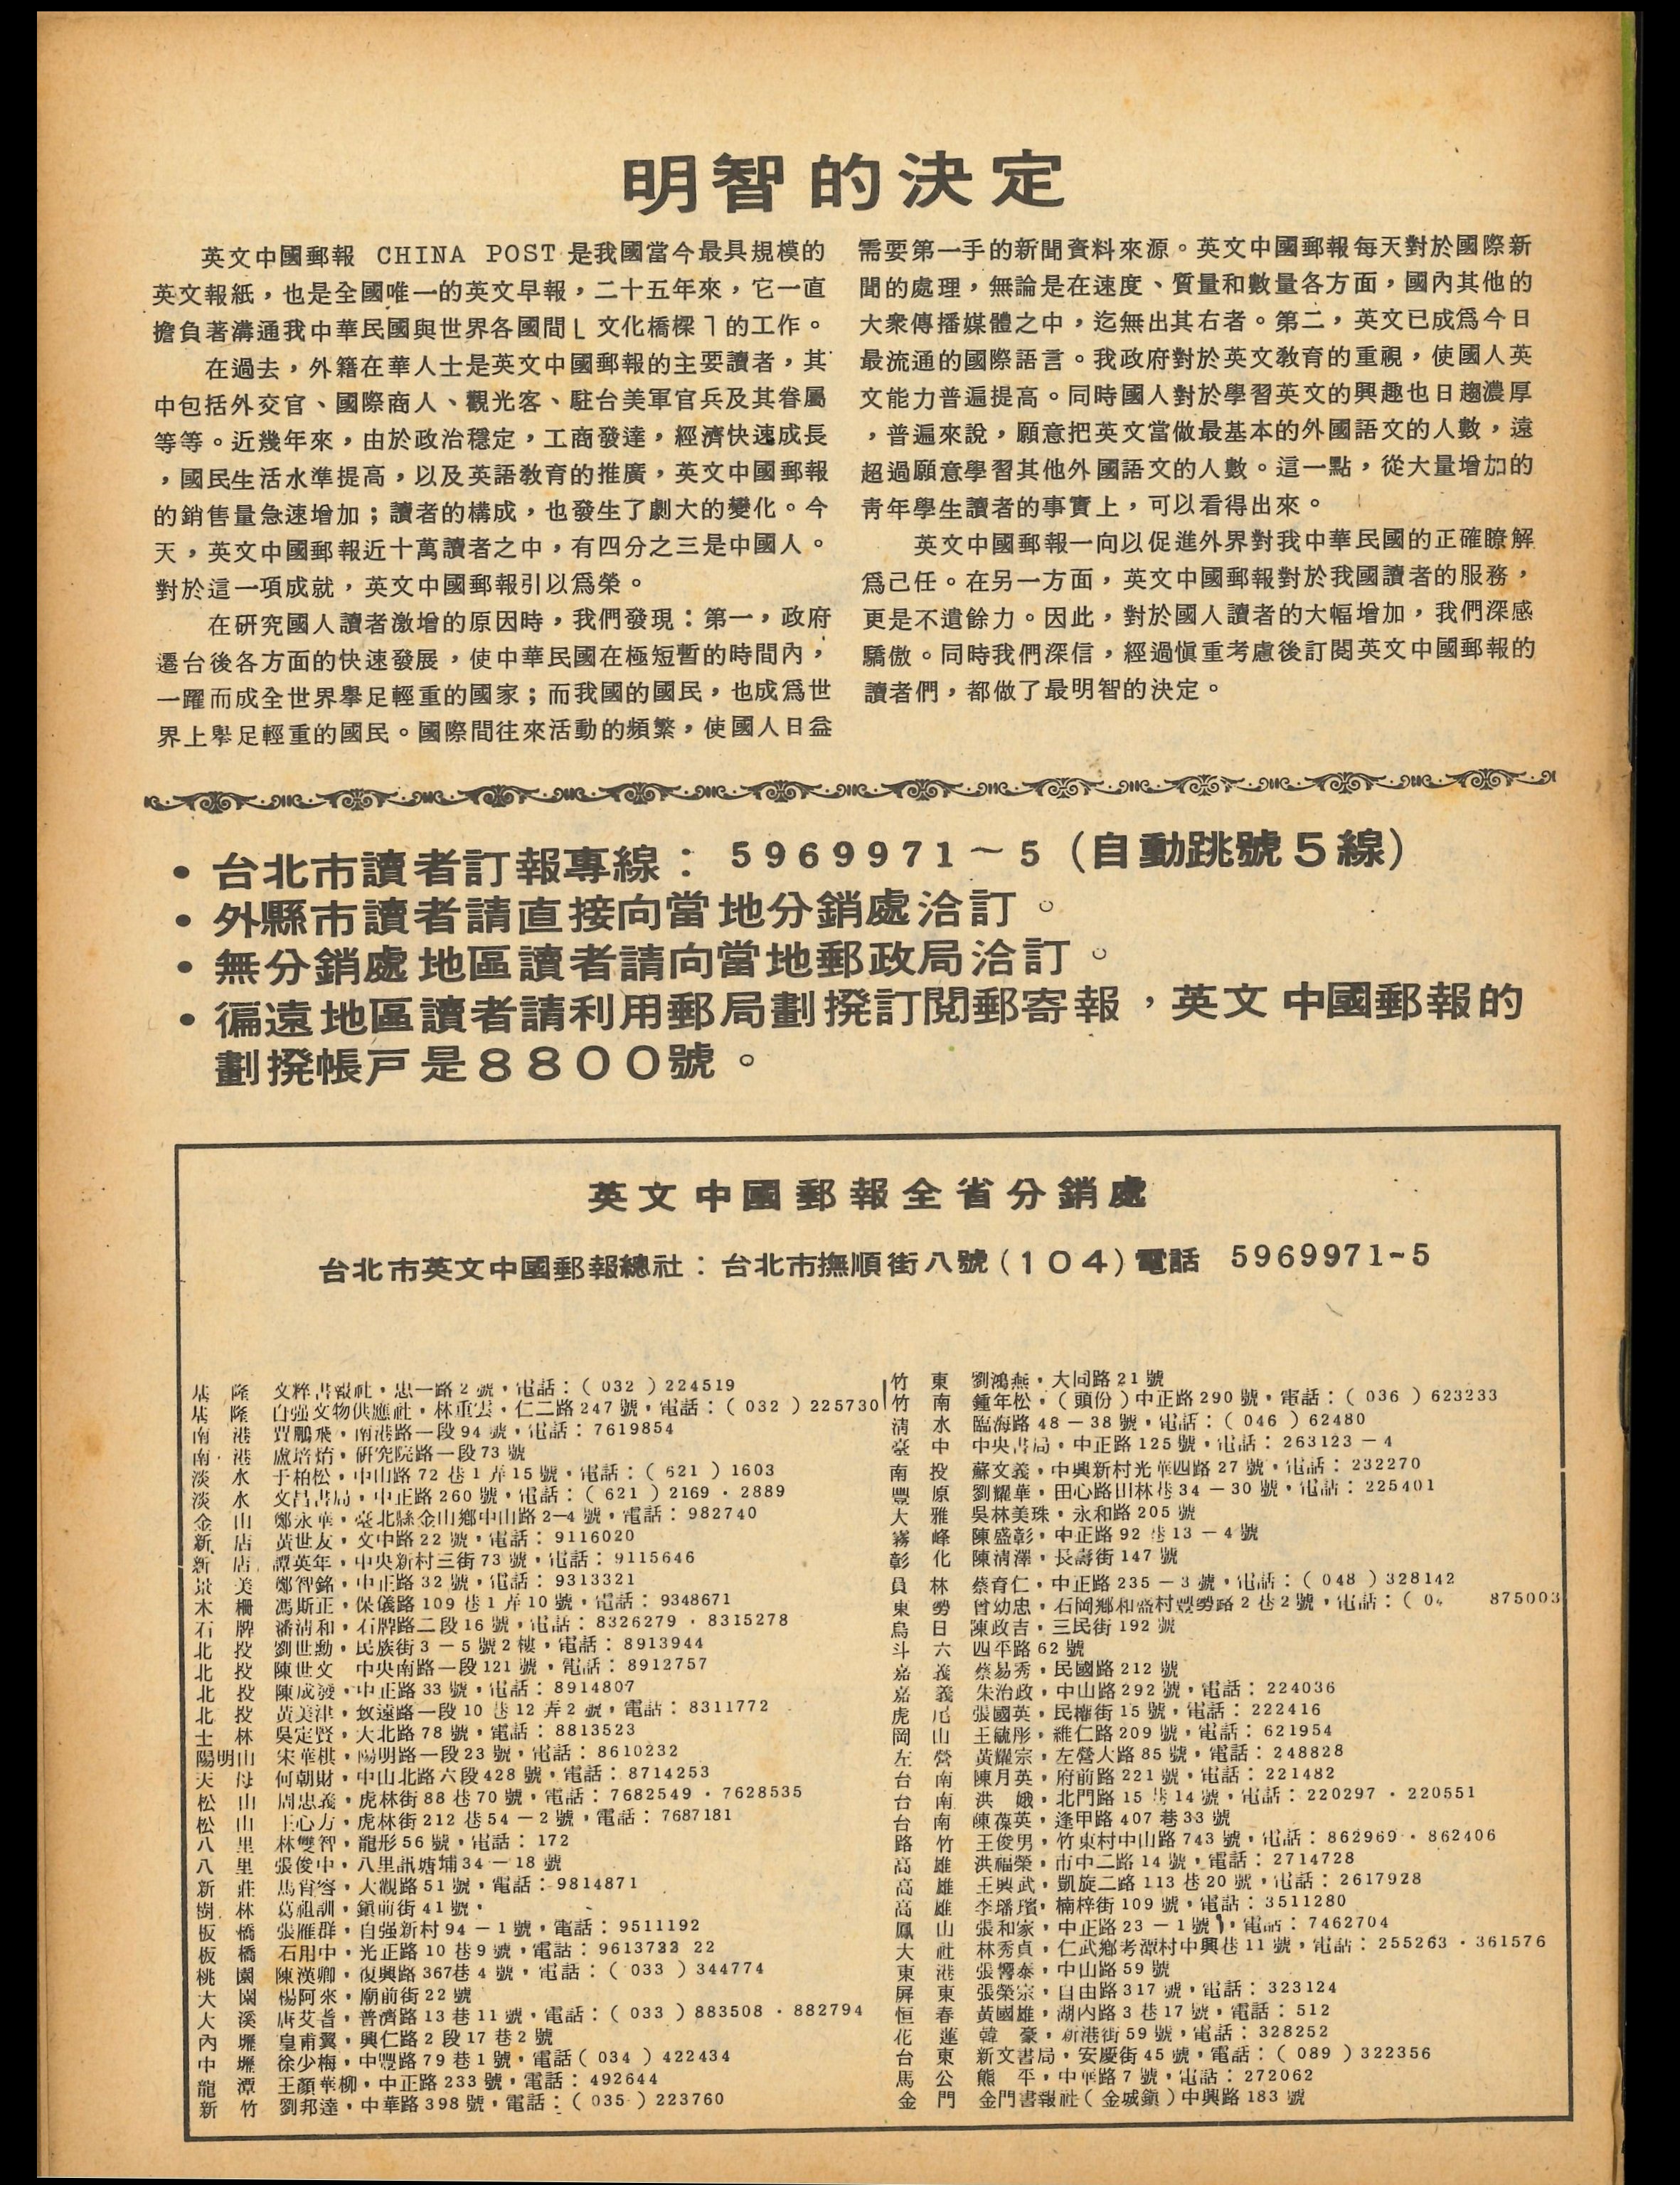 明智的決定
英文中國郵報 CHINA POST 是我國當今最具規模的
英文報紙，也是全國唯一的英文早報，二十五年來，它一直
擔負著溝通我中華民國與世界各國間「文化橋樑」的工作。
在過去，外籍在華人士是英文中國郵報的主要讀者，其
中包括外交官、國際商人、觀光客、駐台美軍官兵及其眷屬
等等。近幾年來，由於政治穩定，工商發達，經濟快速成長
，國民生活水準提高，以及英語敎育的推廣，英文中國郵報
的銷售量急速增加；讀者的構成，也發生了劇大的變化。今
天，英文中國郵報近十萬讀者之中，有四分之三是中國人。
對於這一項成就，英文中國郵報引以爲榮。
在研究國人讀者激增的原因時，我們發現：第一，政府
遷台後各方面的快速發展，使中華民國在極短暫的時間內，
一躍而成全世界擧足輕重的國家；而我國的國民，也成爲世
界上擧足輕重的國民。國際間往來活動的頻繁，使國人日益
需要第一手的新聞資料來源。英文中國郵報每天對於國際新
聞的處理，無論是在速度、質量和數量各方面，國內其他的
大衆傳播媒體之中，迄無出其右者。第二，英文已成爲今日
最流通的國際語言。我政府對於英文敎育的重視，使國人英
文能力普遍提高。同時國人對於學習英文的興趣也日趨濃厚
，普遍來說，願意把英文當做最基本的外國語文的人數，遠
超過願意學習其他外國語文的人數。這一點，從大量增加的
靑年學生讀者的事實上，可以看得出來。
英文中國郵報一向以促進外界對我中華民國的正確瞭解
爲己任。在另一方面，英文中國郵報對於我國讀者的服務，
更是不遺餘力。因此，對於國人讀者的大幅增加，我們深感
驕傲。同時我們深信，經過愼重考慮後訂閱英文中國郵報的
讀者們，都做了最明智的決定。
• 台北市讀者訂報專線：5969971～5（自動跳號5線）
• 外縣市讀者請直接向當地分銷處洽訂。
• 無分銷處地區讀者請向當地郵政局洽訂。
• 徧遠地區讀者請利用郵局劃撥訂閱郵寄報，英文中國郵報的
劃撥帳戶是8800號。
英文中國郵報全省分銷處
台北市英文中國郵報總社：台北市撫順街八號（104）電話 5969971-5
基 隆 文粹書報社，忠一路2號，電話：（032）224519
基 隆 自强文物供應社，林重雲，仁二路247號，電話：（032）225730
南 港 賈鵬飛，南港路一段94號，電話：7619854
南 港 盧培 ，研究院路一段73號
淡 水 于柏松，中山路72巷1弄15號，電話：（621）1603
淡 水 文昌書局，中正路260號，電話：（621）2169・2889
金 山 鄭永華，臺北縣金山鄉中山路2—4號，電話：982740
新 店 黃世友，文中路22號，電話：9116020
新 店 譚英年，中央新村三街73號，電話：9115646
景 美 鄭智銘，中正路32號，電話：9313321
木 柵 馮斯正，保儀路109巷1弄10號，電話：9348671
石 牌 潘淸和，石牌路二段16號，電話：8326279・8315278
北 投 劉世勳，民族街3－5號2樓，電話：8913944
北 投 陳世文 中央南路一段121號，電話：8912757
北 投 陳成發，中正路33號，電話：8914807
北 投 黃美津，致遠路一段10巷12弄2號，電話：8311772
士 林 吳定賢，大北路78號，電話：8813523
陽明山 宋華棋，陽明路一段23號，電話：8610232
天 母 何朝財，中山北路六段428號，電話：8714253
松 山 周忠義，虎林街88巷70號，電話：7682549・7628535
松 山 王心方，虎林街212巷54－2號，電話：7687181
八 里 林雙智，龍形56號，電話：172
八 里 張俊中，八里訊塘埔34－18號
新 莊 馬肖容，大觀路51號，電話：9814871
樹 林 葛祖訓，鎭前街41號，
板 橋 張雁群，自强新村94－1號，電話：9511192
板 橋 石用中，光正路10巷9號，電話：9613722 22
桃 園 陳漢卿，復興路367巷4號，電話：（033）344774
大 園 楊阿來，廟前街22號
大 溪 唐艾耆，普濟路13巷11號，電話：（033）883508・882794
內 壢 皇甫翼，興仁路2段17巷2號
中 壢 徐少梅，中豐路79巷1號，電話（034）422434
龍 潭 王顏華柳，中正路233號，電話：492644
新 竹 劉邦達，中華路398號，電話：（035）223760
竹 東 劉鴻燕，大同路21號
竹 南 鍾年松，（頭份）中正路290號，電話：（036）623233
淸 水 臨海路48－38號，電話：（046）62480
臺 中 中央書局，中正路125號，電話：263123－4
南 投 蘇文義，中興新村光華四路27號，電話：232270
豐 原 劉耀華，田心路山林巷34－30號，電話：225401
大 雅 吳林美珠，永和路205號
霧 峰 陳盛彰，中正路92巷13－4號
彰 化 陳淸澤，長壽街147號
員 林 蔡育仁，中正路235－3號，電話：（048）328142
東 勢 曾幼忠，石岡鄉和盛村豐勢路2巷2號，電話：（04 875003
烏 日 陳政吉，三民街192號
斗 六 四平路62號
嘉 義 蔡易秀，民國路212號
嘉 義 朱治政，中山路292號，電話：224036
虎 尾 張國英，民權街15號，電話：222416
岡 山 王毓彤，維仁路209號，電話：621954
左 營 黃耀宗，左營大路85號，電話：248828
台 南 陳月英，府前路221號，電話：221482
台 南 洪 娥，北門路15巷14號，電話：220297・220551
台 南 陳葆英，逢甲路407巷33號
路 竹 王俊男，竹東村中山路743號，電話：862969・862406
高 雄 洪福榮，市中二路14號，電話：2714728
高 雄 王興武，凱旋二路113巷20號，電話：2617928
高 雄 李璠璸，楠梓街109號，電話：3511280
鳳 山 張和家，中正路23－1號，電話：7462704
大 社 林秀貞，仁武鄉考潭村中興巷11號，電話：255263・361576
東 港 張響泰，中山路59號
屛 東 張榮宗，自由路317號，電話：323124
恒 春 黃國雄，湖內路3巷17號，電話：512
花 蓮 韓 豪，新港街59號，電話：328252
台 東 新文書局，安慶街45號，電話：（089）322356
馬 公 熊 平，中華路7號，電話：272062
金 門 金門書報社（金城鎭）中興路183號